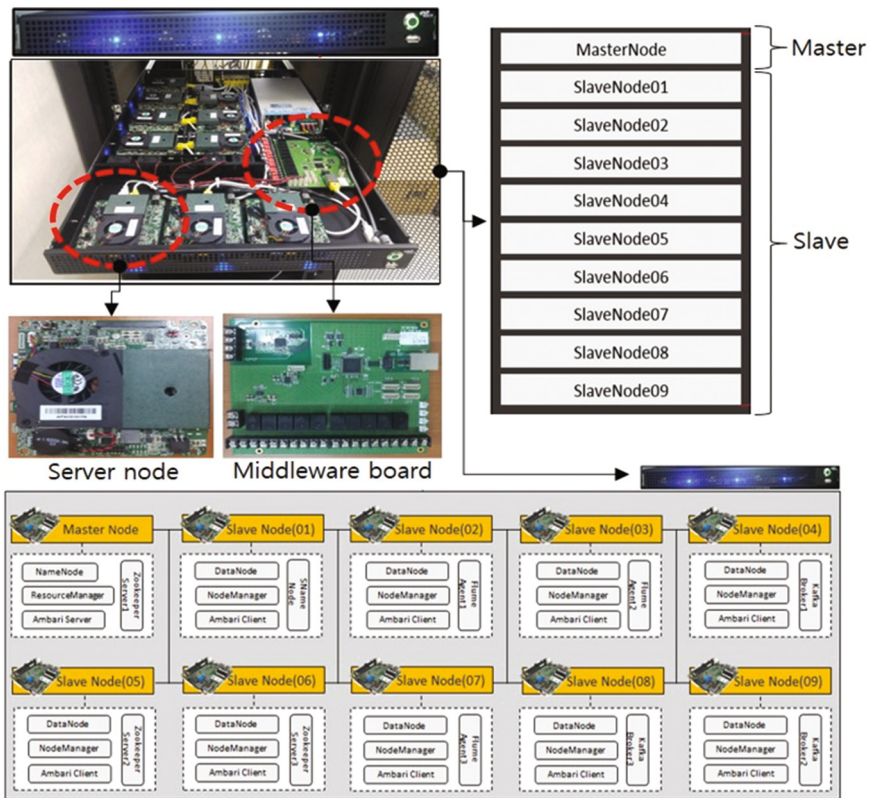 MasterNode
Master
SlaveNode01
SlaveNode02
SlaveNode03
SlaveNode04
SlaveNode05
SlaveNode06
SlaveNode07
SlaveNode08
SlaveNode09
Slave
Server node
Middleware board
Master Node
NameNode
ResourceManager
Ambari Server
Zookeeper
Server1
Slave Node(01)
DataNode
NodeManager
Ambari Client
SName
Node
Slave Node(02)
DataNode
NodeManager
Ambari Client
Flume
Agent1
Slave Node(03)
DataNode
NodeManager
Ambari Client
Flume
Agent2
Slave Node(04)
DataNode
NodeManager
Ambari Client
Kafka
Broker1
Slave Node(05)
DataNode
NodeManager
Ambari Client
Zookeeper
Server2
Slave Node(06)
DataNode
NodeManager
Ambari Client
Zookeeper
Server3
Slave Node(07)
DataNode
NodeManager
Ambari Client
Flume
Agent3
Slave Node(08)
DataNode
NodeManager
Ambari Client
Kafka
Broker3
Slave Node(09)
DataNode
NodeManager
Ambari Client
Kafka
Broker2